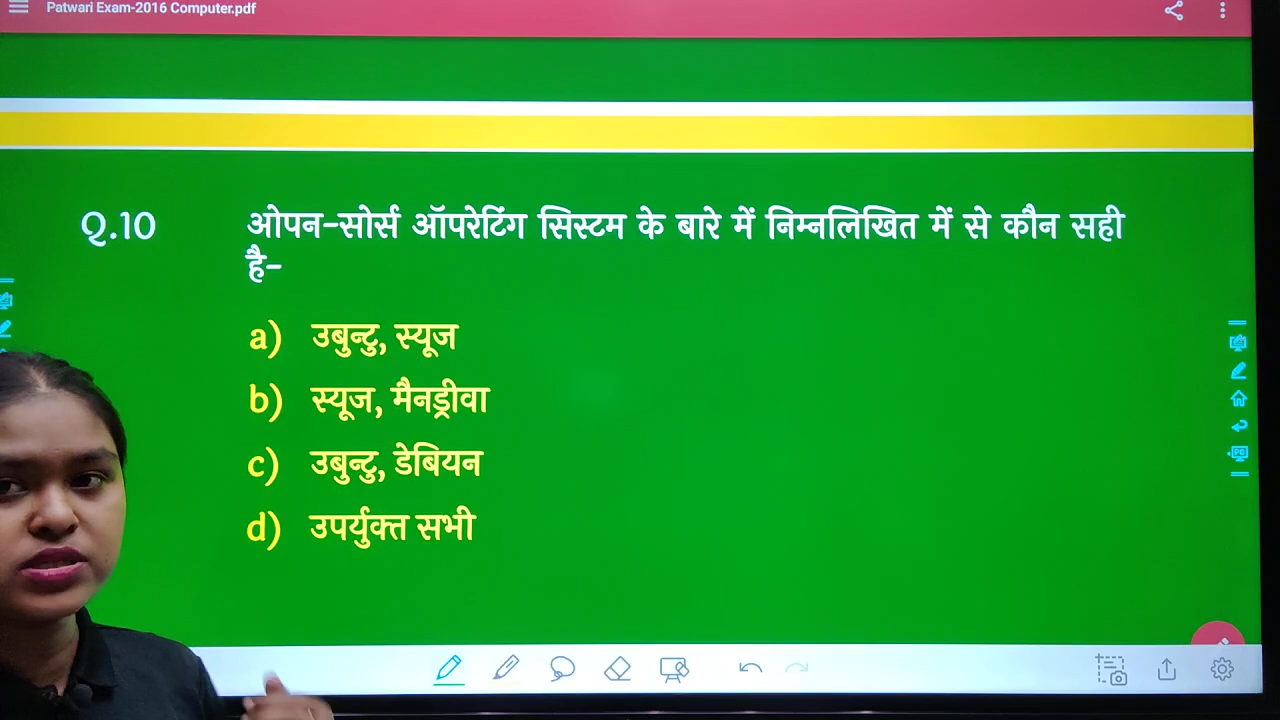 Patwari Exam-2016 Computer.pdf
Q.10 ओपन-सोर्स ऑपरेटिंग सिस्टम के बारे में निम्नलिखित में से कौन सही
है-
a) उबुन्टु, स्यूज
b) स्यूज, मैनड्रीवा
c) उबुन्टु, डेबियन
d) उपर्युक्त सभी